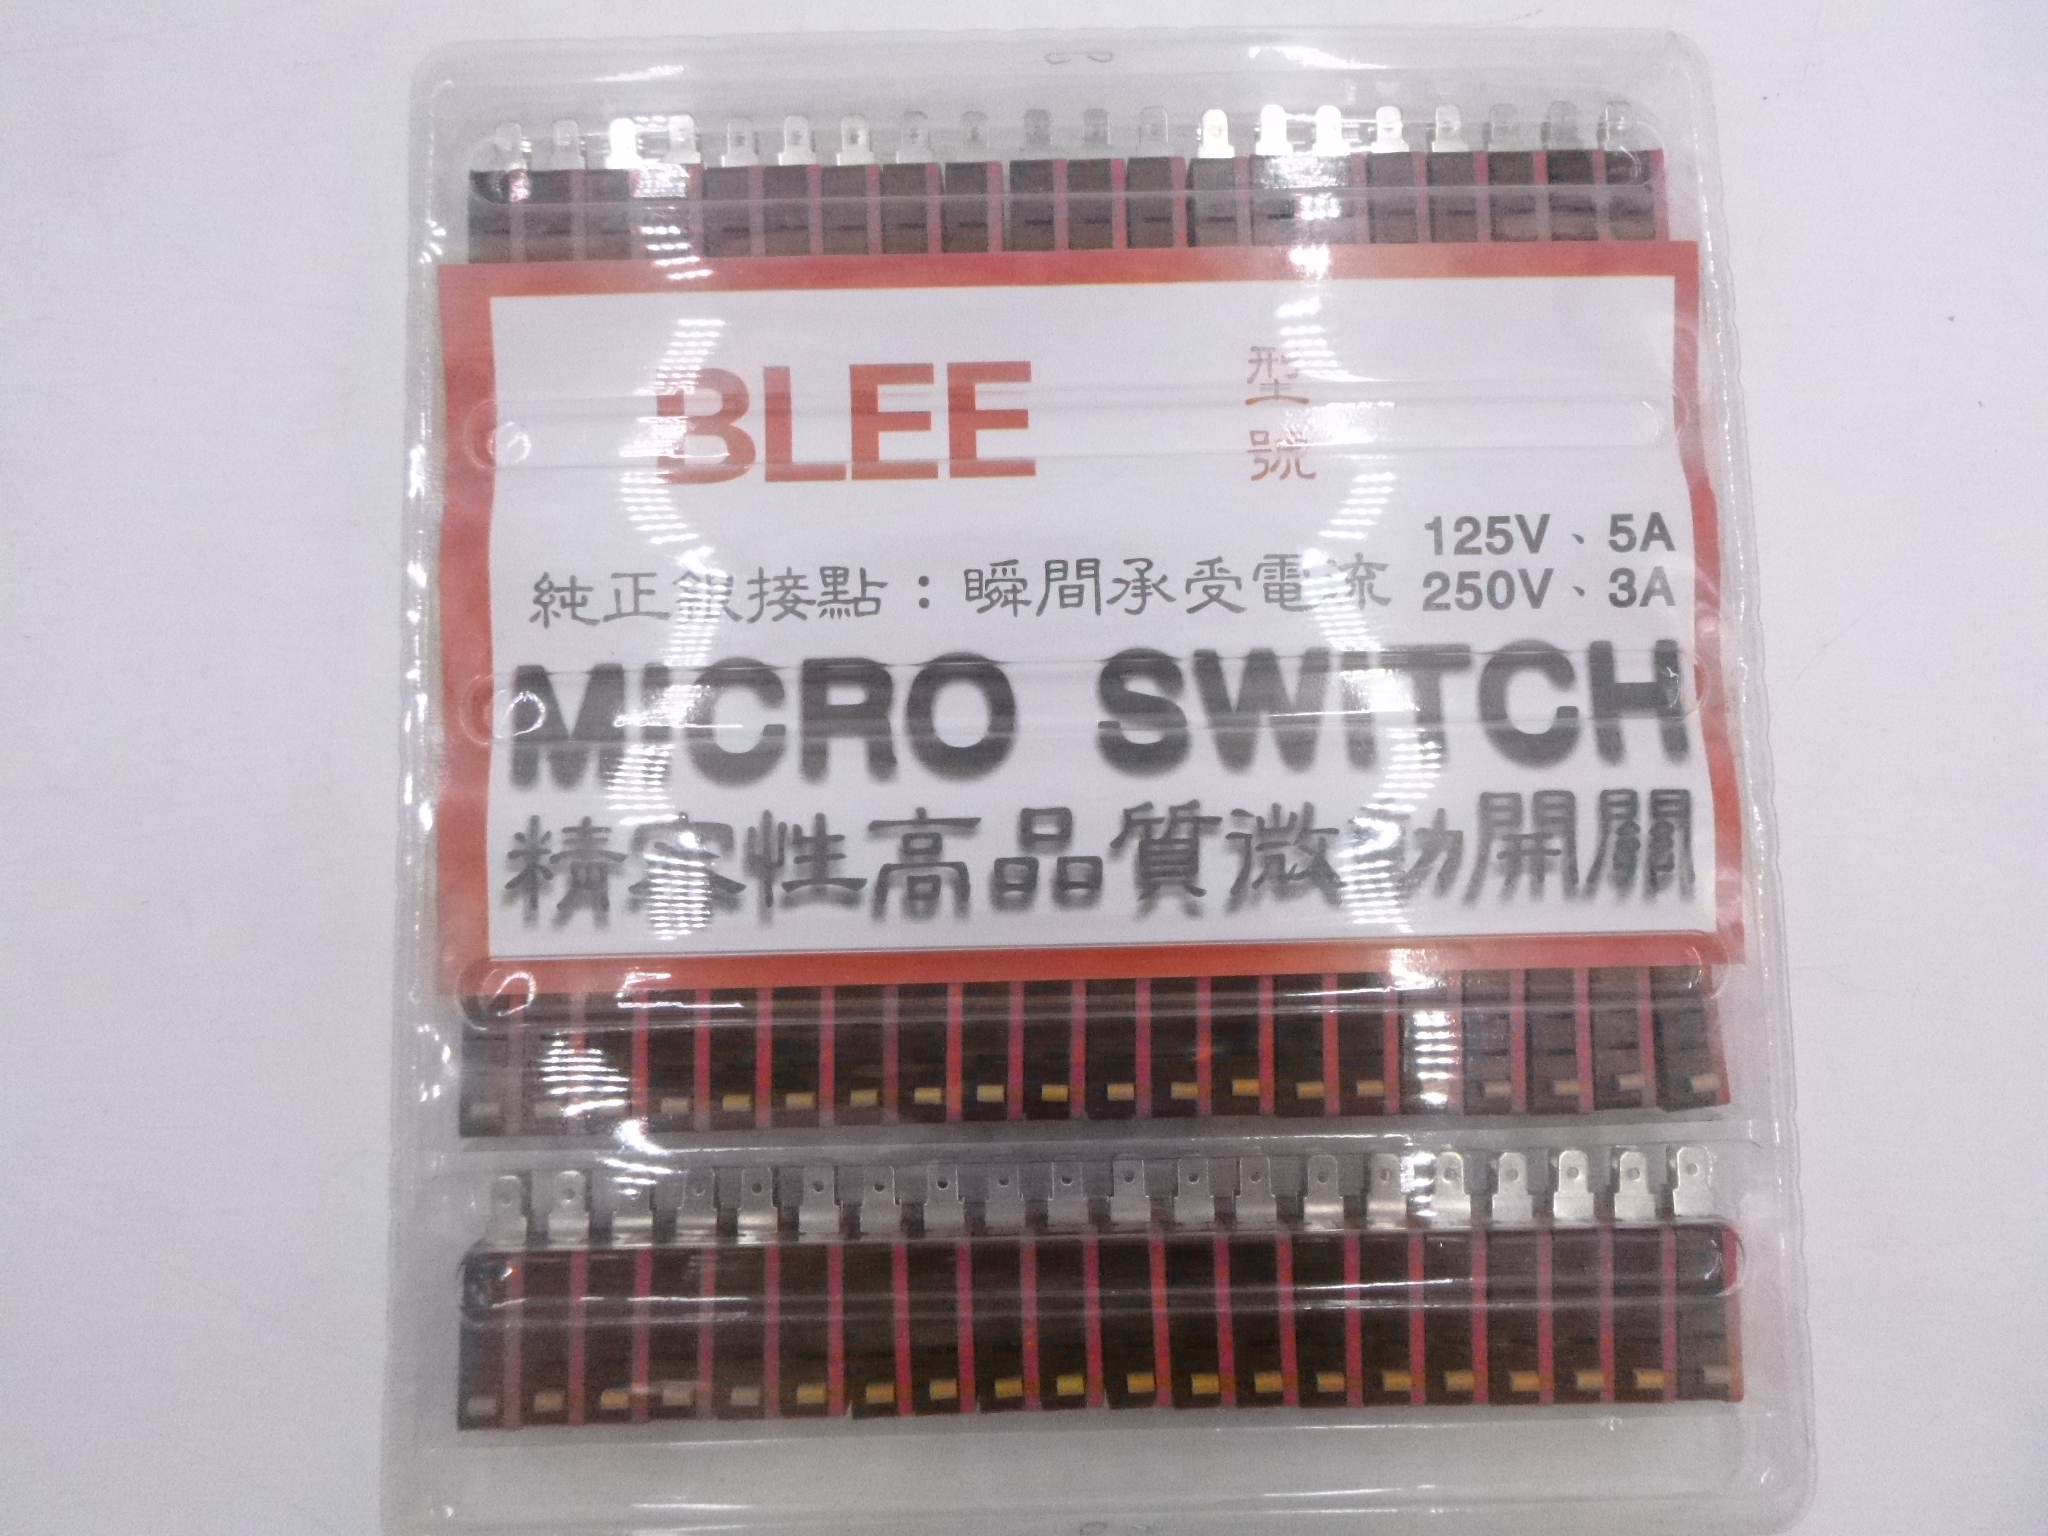 BLEE 型號
純正銀接點：瞬間承受電流 125V、5A
250V、3A
MICRO SWITCH
精密性高品質微動開關